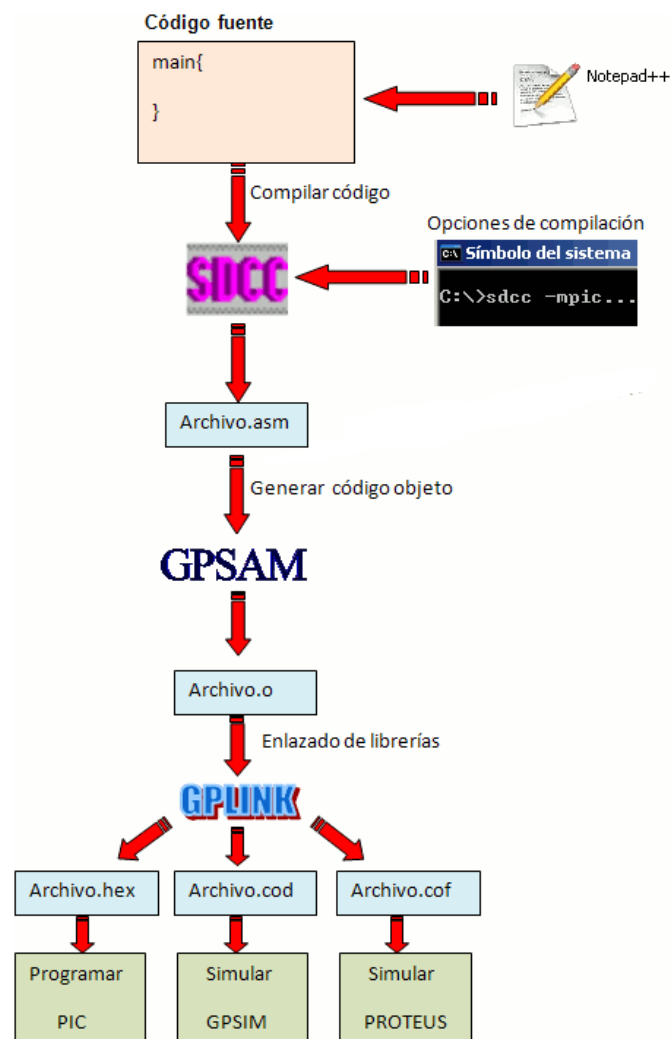 Código fuente
main{
}
Notepad++
Compilar código
Opciones de compilación
Símbolo del sistema
C:\>sdcc -mpic...
SDCC
Archivo.asm
Generar código objeto
GPSAM
Archivo.o
Enlazado de librerías
GPLINK
Archivo.hex
Archivo.cod
Archivo.cof
Programar
PIC
Simular
GPSIM
Simular
PROTEUS